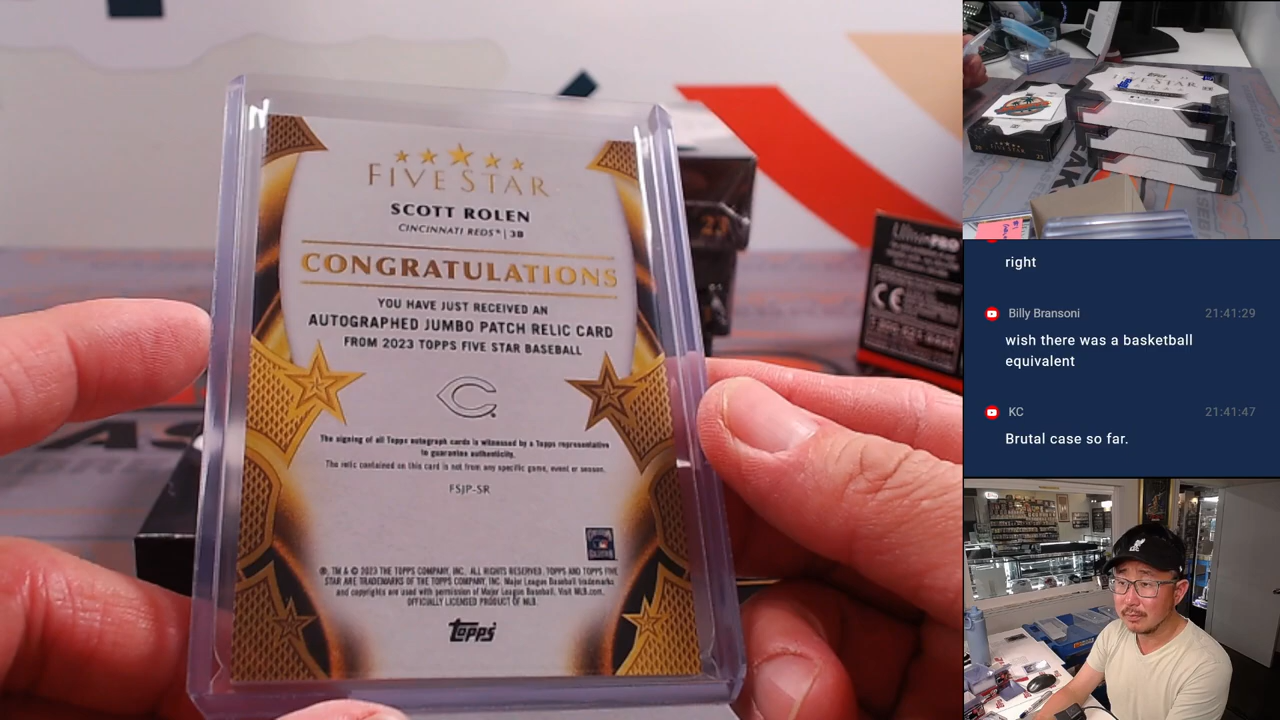 FIVE STAR
SCOTT ROLEN
CINCINNATI REDS® | 3B
CONGRATULATIONS
YOU HAVE JUST RECEIVED AN
AUTOGRAPHED JUMBO PATCH RELIC CARD
FROM 2023 TOPPS FIVE STAR BASEBALL
The signing of all Topps autograph cards is witnessed by a Topps representative
to guarantee authenticity.
The relic contained on this card is not from any specific game, event or season.
FSJP-SR
®, TM & © 2023 THE TOPPS COMPANY, INC. ALL RIGHTS RESERVED. TOPPS AND TOPPS FIVE
STAR ARE TRADEMARKS OF THE TOPPS COMPANY, INC. Major League Baseball trademarks
and copyrights are used with permission of Major League Baseball. Visit MLB.com.
OFFICIALLY LICENSED PRODUCT OF MLB.
Topps
23
Ultra PRO
CE
FIVE STAR
FIVE STAR
right
Billy Bransoni 21:41:29
wish there was a basketball
equivalent
KC 21:41:47
Brutal case so far.